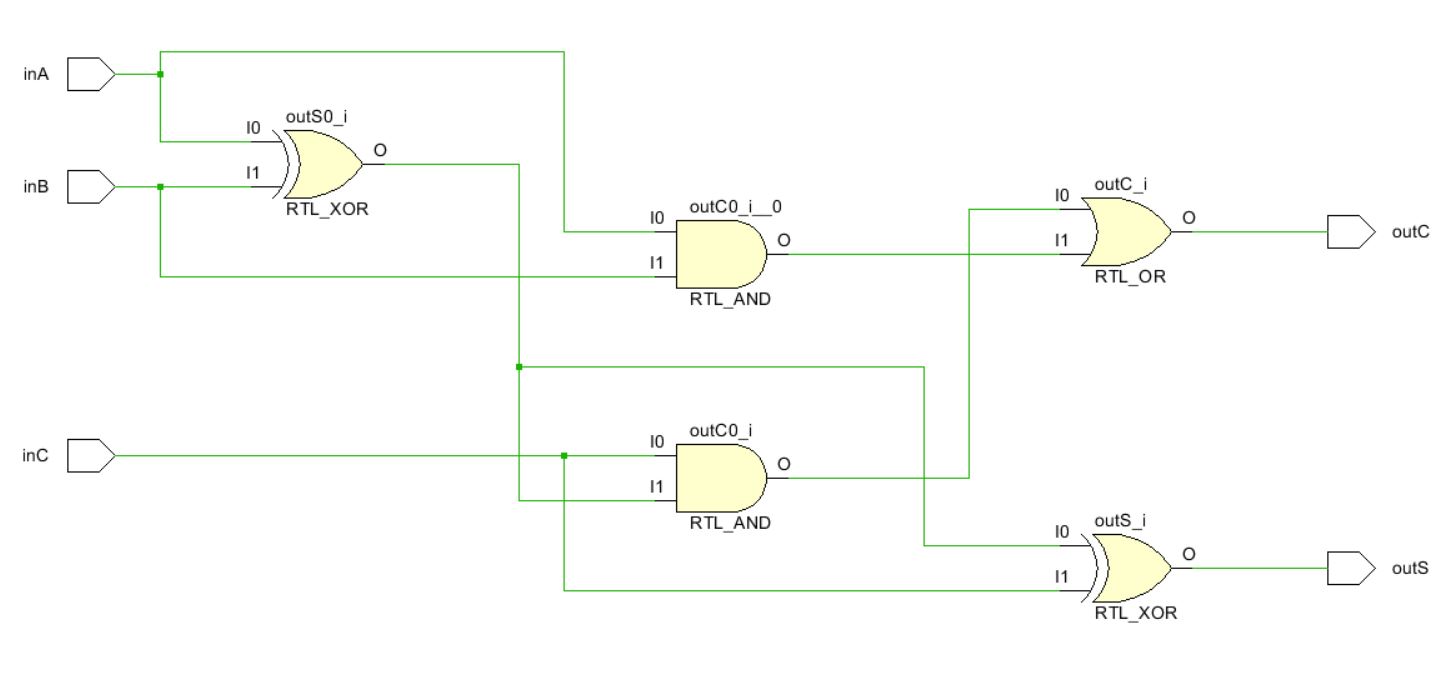 inA
outS0_i
I0
O
I1
inB
RTL_XOR
outC0_i__0
I0
O
I1
RTL_AND
outC_i
I0
O
outC
I1
RTL_OR
inC
outC0_i
I0
O
I1
RTL_AND
outS_i
I0
O
outS
I1
RTL_XOR